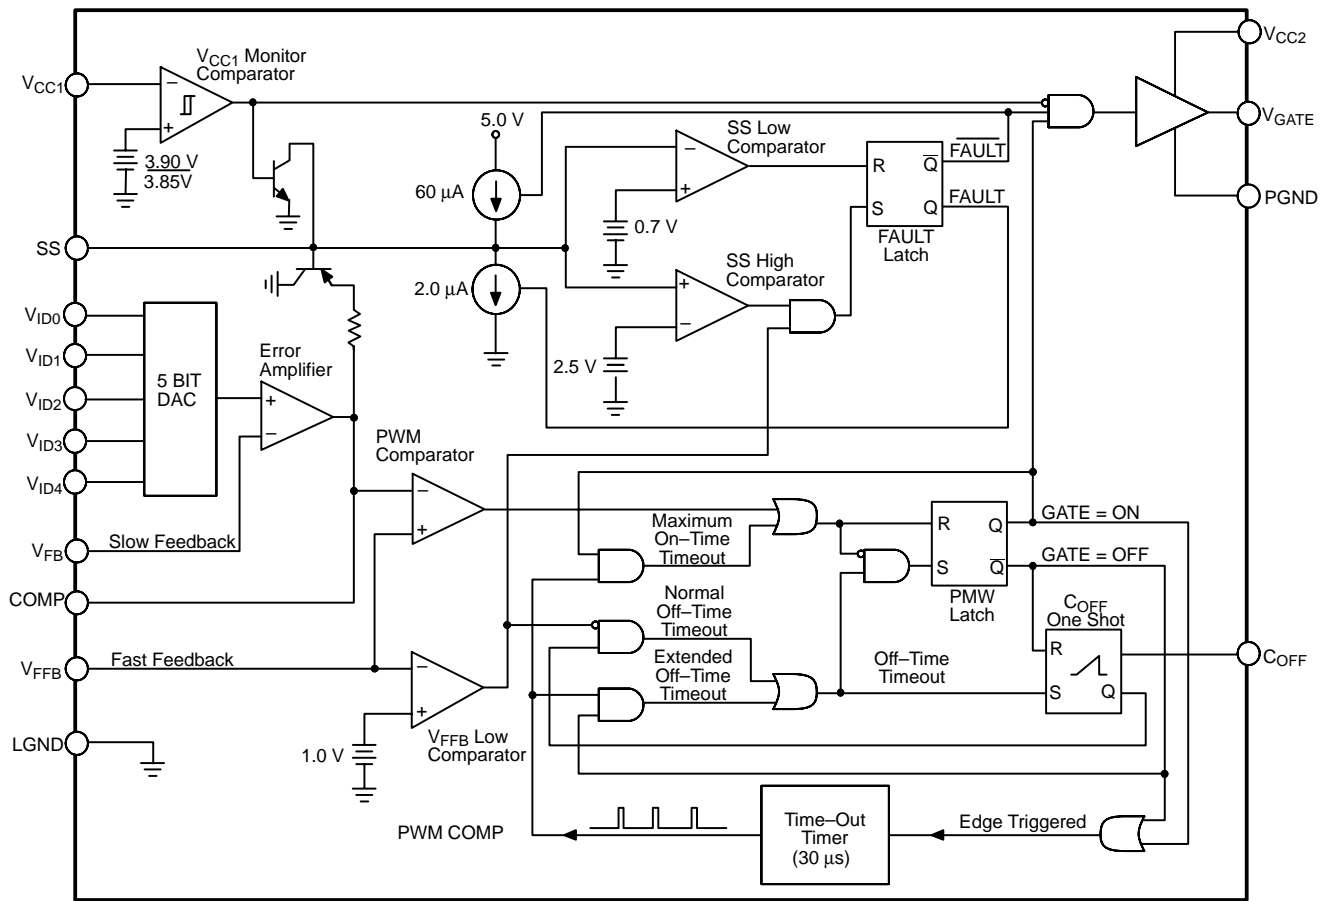 VCC1 Monitor
Comparator
VCC1
−
+
3.90 V
3.85V
5.0 V
60 μA
SS Low
Comparator
−
+
0.7 V
FAULT
FAULT
R
S
Q
Q
FAULT
Latch
VCC2
VGATE
PGND
SS
2.0 μA
SS High
Comparator
+
−
2.5 V
VID0
VID1
VID2
VID3
VID4
5 BIT
DAC
Error
Amplifier
+
−
PWM
Comparator
−
+
VFB
Slow Feedback
COMP
VFFB
Fast Feedback
LGND
−
+
1.0 V
VFFB Low
Comparator
Maximum
On–Time
Timeout
Normal
Off–Time
Timeout
Extended
Off–Time
Timeout
R
S
Q
Q
PMW
Latch
GATE = ON
GATE = OFF
COFF
One Shot
R
S
Q
Off–Time
Timeout
COFF
PWM COMP
Time–Out
Timer
(30 μs)
Edge Triggered